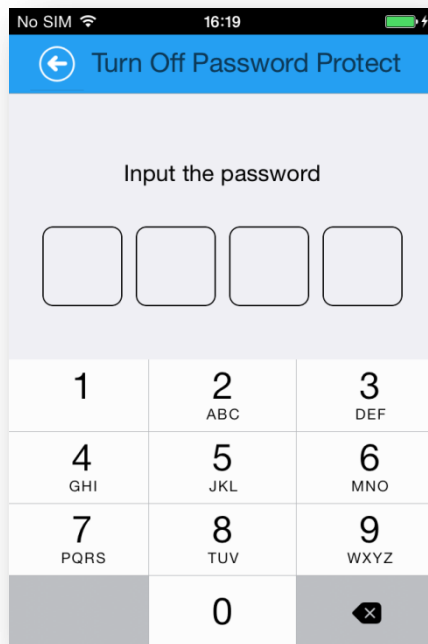 No SIM 16:19
Turn Off Password Protect
Input the password
1 2 3
ABC DEF
4 5 6
GHI JKL MNO
7 8 9
PQRS TUV WXYZ
0